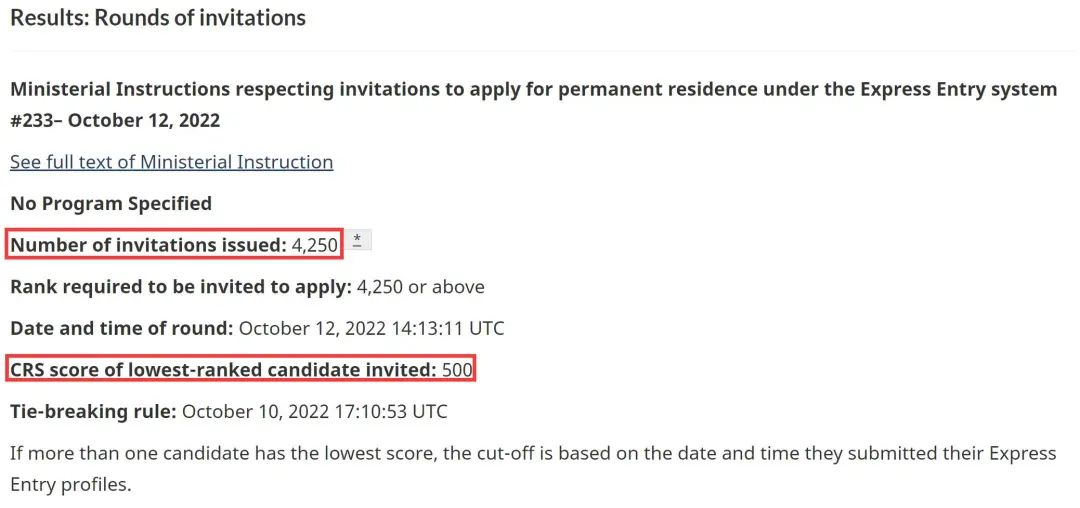 Results: Rounds of invitations
Ministerial Instructions respecting invitations to apply for permanent residence under the Express Entry system
#233– October 12, 2022
See full text of Ministerial Instruction
No Program Specified
Number of invitations issued: 4,250 *
Rank required to be invited to apply: 4,250 or above
Date and time of round: October 12, 2022 14:13:11 UTC
CRS score of lowest-ranked candidate invited: 500
Tie-breaking rule: October 10, 2022 17:10:53 UTC
If more than one candidate has the lowest score, the cut-off is based on the date and time they submitted their Express
Entry profiles.